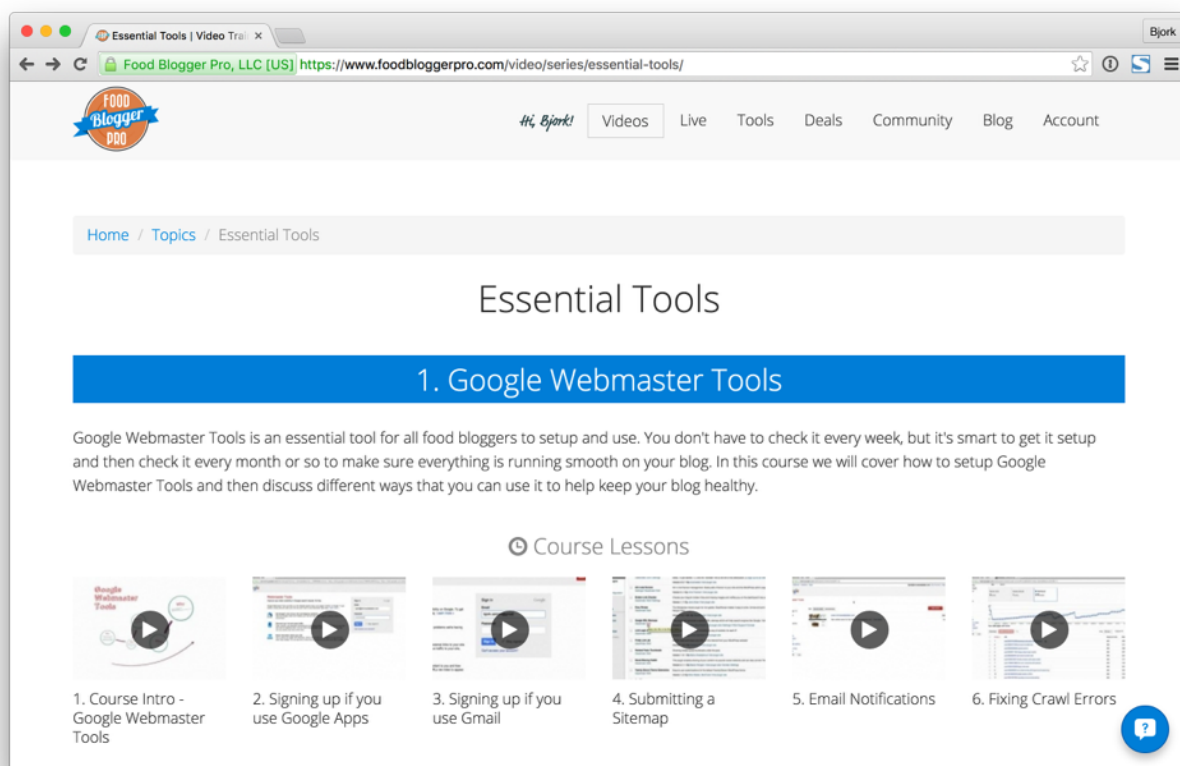 Essential Tools | Video Trai
Bjork
Food Blogger Pro, LLC [US] https://www.foodbloggerpro.com/video/series/essential-tools/
FOOD
Blogger
PRO
Hi, Bjork! Videos Live Tools Deals Community Blog Account
Home / Topics / Essential Tools
Essential Tools
1. Google Webmaster Tools
Google Webmaster Tools is an essential tool for all food bloggers to setup and use. You don't have to check it every week, but it's smart to get it setup
and then check it every month or so to make sure everything is running smooth on your blog. In this course we will cover how to setup Google
Webmaster Tools and then discuss different ways that you can use it to help keep your blog healthy.
Course Lessons
Google
Webmaster
Tools
1. Course Intro -
Google Webmaster
Tools
2. Signing up if you
use Google Apps
3. Signing up if you
use Gmail
4. Submitting a
Sitemap
5. Email Notifications
6. Fixing Crawl Errors
?